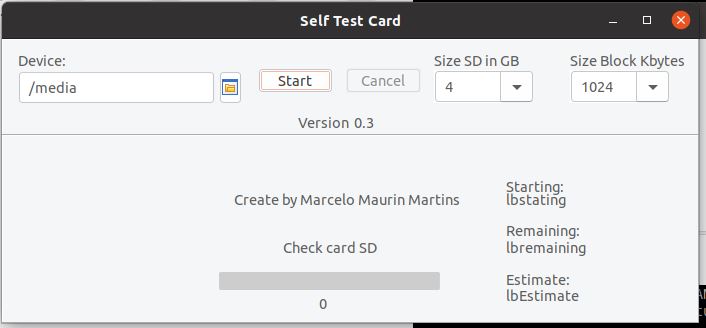 Self Test Card
Device:
/media
Start
Cancel
Size SD in GB
4
Size Block Kbytes
1024
Version 0.3
Create by Marcelo Maurin Martins
Check card SD
0
Starting:
lbstating
Remaining:
lbremaining
Estimate:
lbEstimate